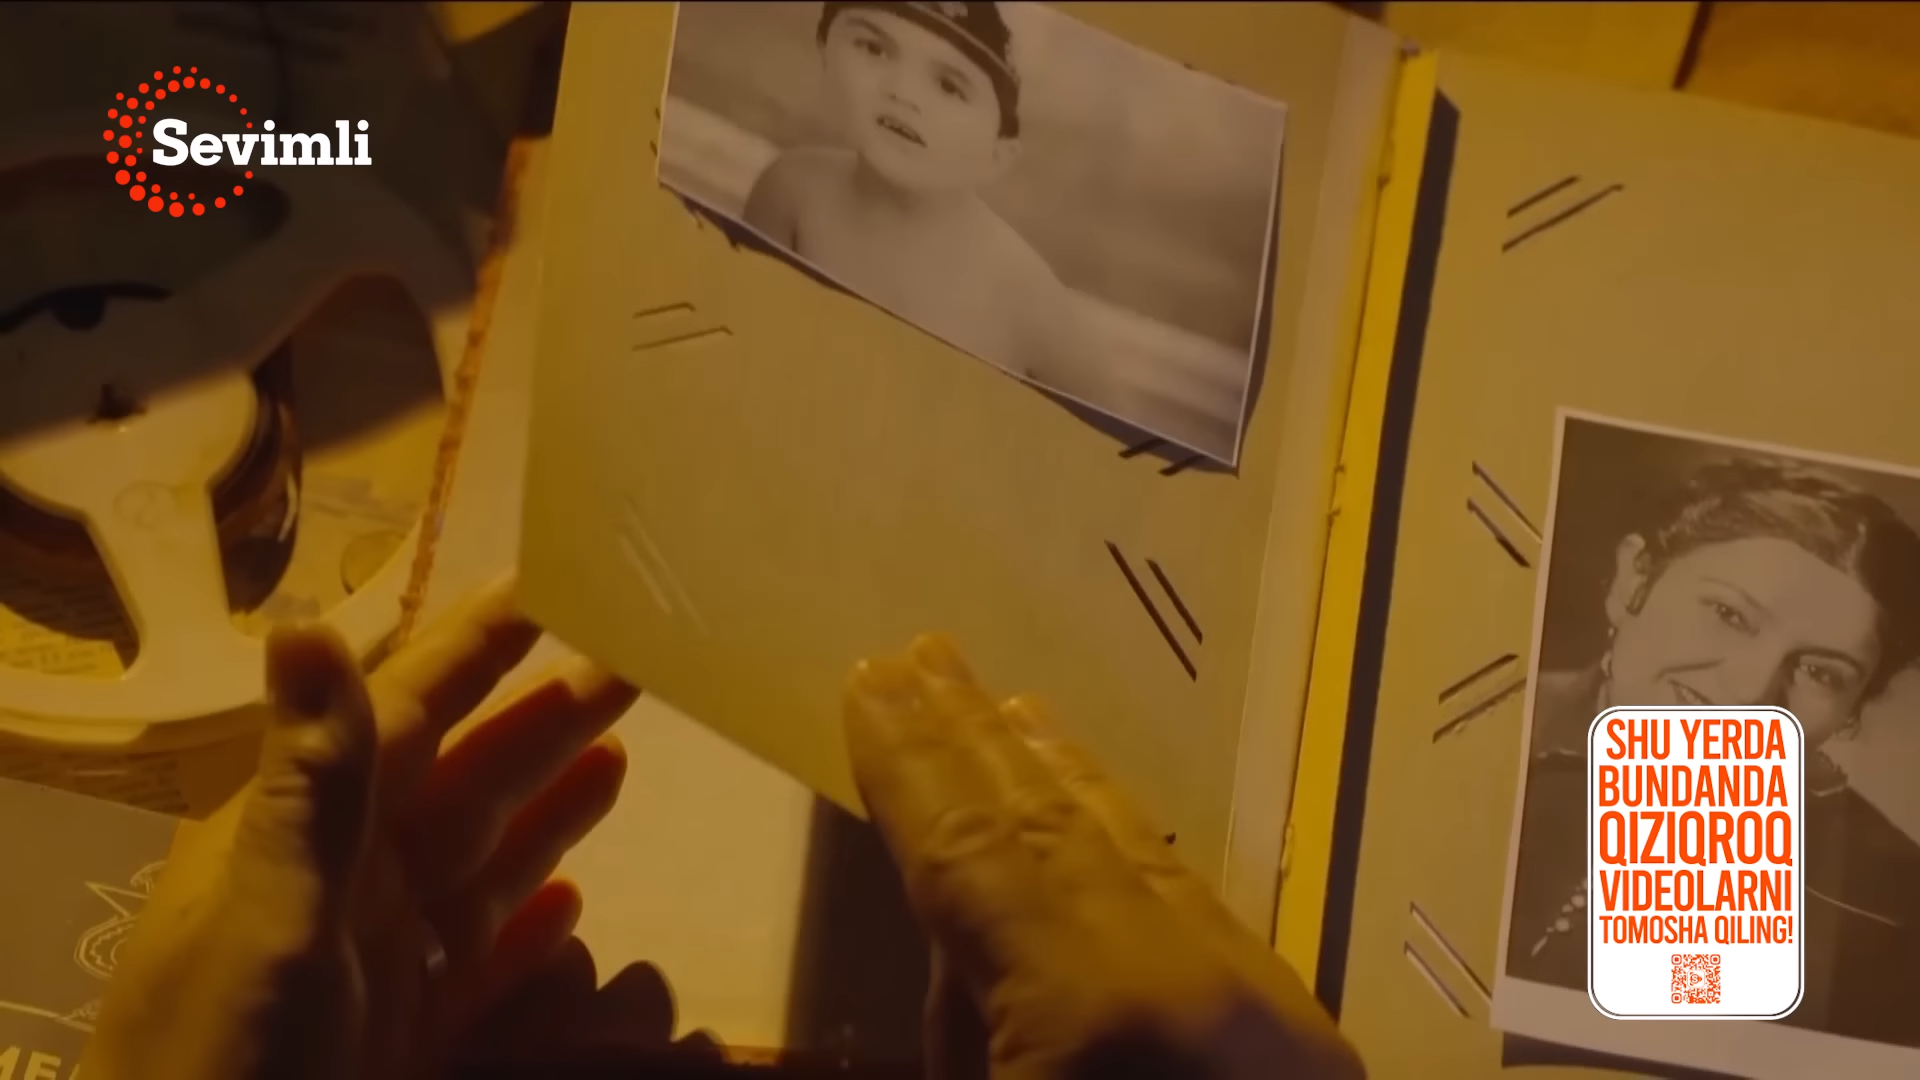 Sevimli
SHU YERDA
BUNDANDA
QIZIQROQ
VIDEOLARNI
TOMOSHA QILING!